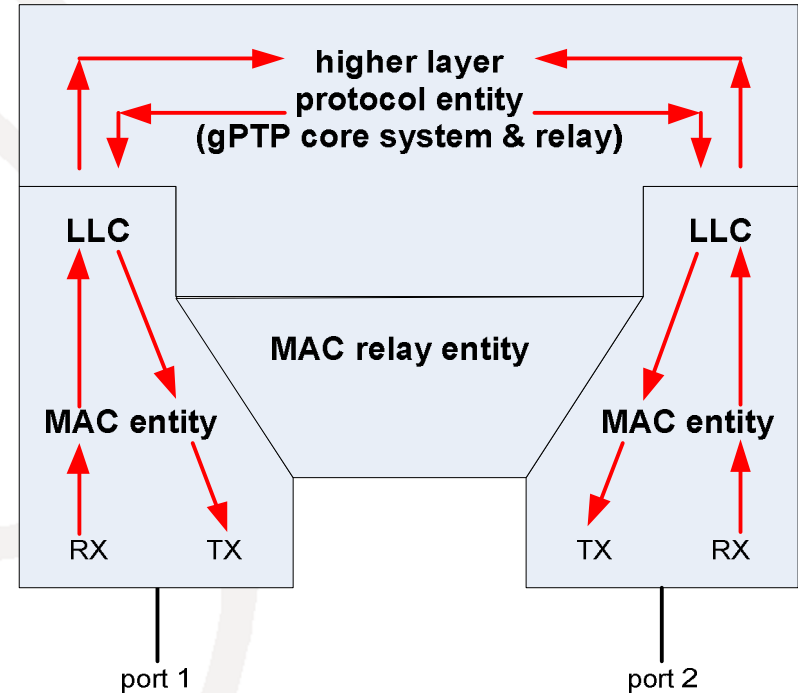 higher layer
protocol entity
(gPTP core system & relay)
LLC
LLC
MAC relay entity
MAC entity
MAC entity
RX
TX
TX
RX
port 1
port 2